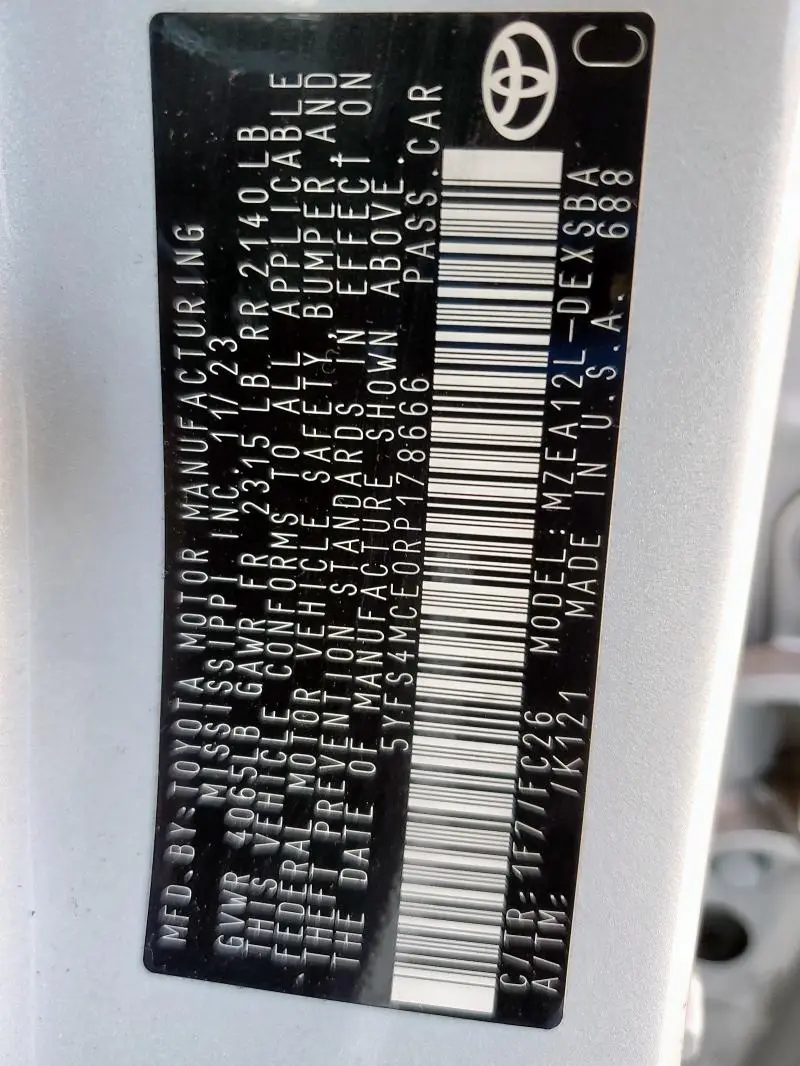 MFD.BY:TOYOTA MOTOR MANUFACTURING
MISSISSIPPI INC. 11/23
GVWR 4065LB GAWR FR 2315 LB RR 2140LB
THIS VEHICLE CONFORMS TO ALL APPLICABLE
FEDERAL MOTOR VEHICLE SAFETY, BUMPER AND
THEFT PREVENTION STANDARDS IN EFFECT ON
THE DATE OF MANUFACTURE SHOWN ABOVE.
5YFS4MCE0RP178666 PASS.CAR
C/TR:1F7/FC26 MODEL:MZEA12L-DEXSBA
A/TM: /K121 MADE IN U.S.A. 688
C